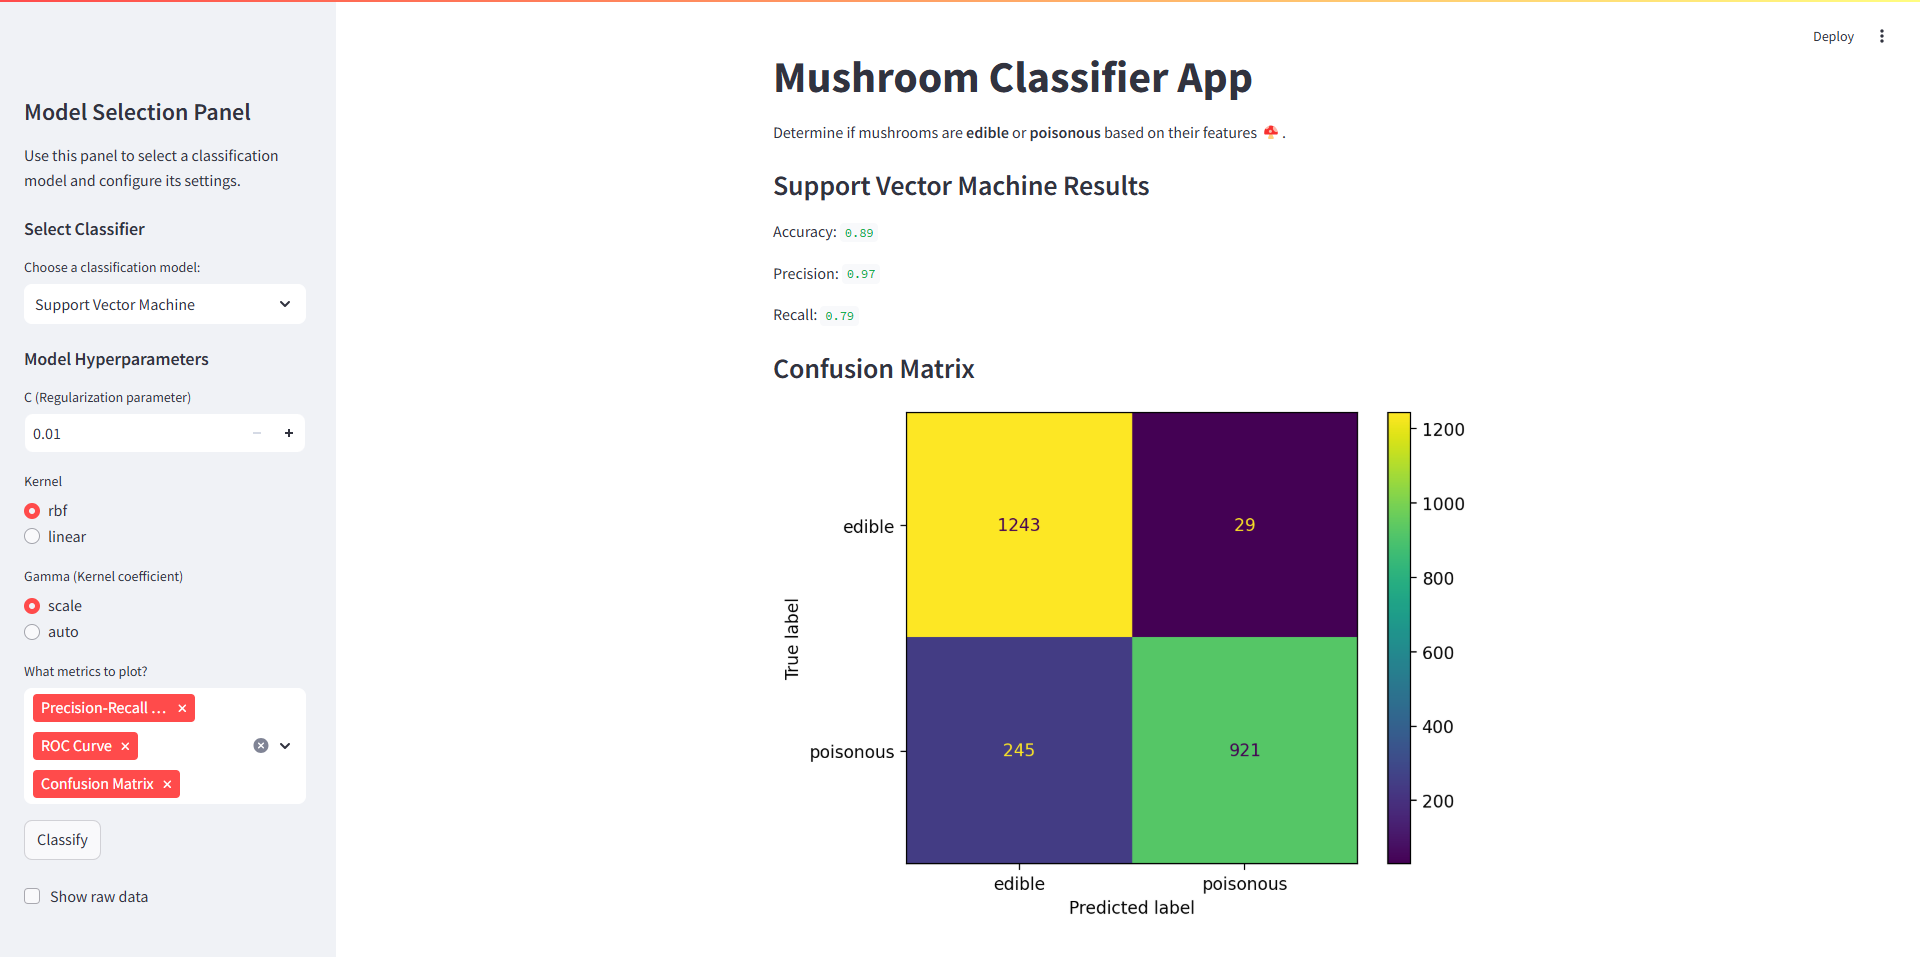 Deploy
Model Selection Panel
Use this panel to select a classification
model and configure its settings.
Select Classifier
Choose a classification model:
Support Vector Machine
Model Hyperparameters
C (Regularization parameter)
0.01
Kernel
rbf
linear
Gamma (Kernel coefficient)
scale
auto
What metrics to plot?
Precision-Recall ...
ROC Curve
Confusion Matrix
Classify
Show raw data
Mushroom Classifier App
Determine if mushrooms are edible or poisonous based on their features 🍄 .
Support Vector Machine Results
Accuracy: 0.89
Precision: 0.97
Recall: 0.79
Confusion Matrix
True label
edible
poisonous
1243 29
245 921
edible poisonous
Predicted label
1200
1000
800
600
400
200